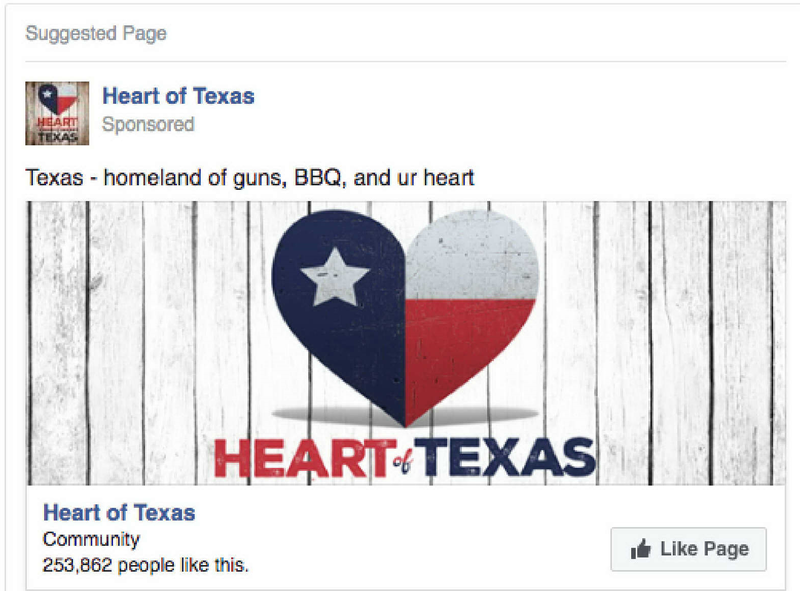 Suggested Page
HEART
TEXAS
Heart of Texas
Sponsored
Texas - homeland of guns, BBQ, and ur heart
HEART of TEXAS
Heart of Texas
Community
253,862 people like this.
Like Page